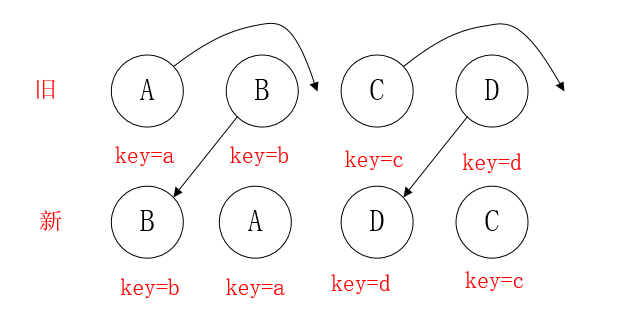 旧 A B C D
key=a key=b key=c key=d
新 B A D C
key=b key=a key=d key=c